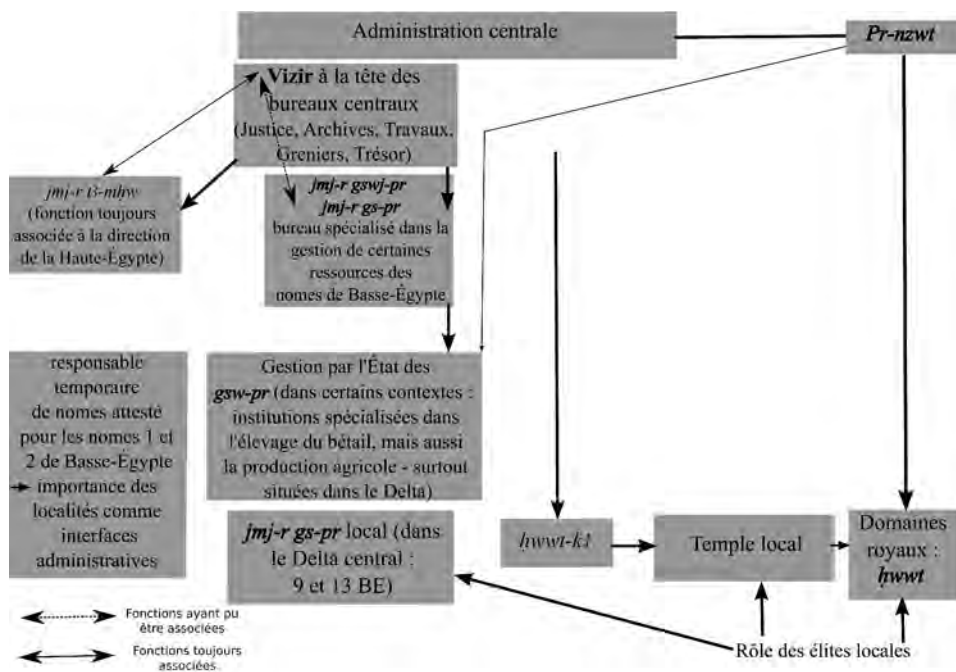 Administration centrale
Pr-nzwt
Vizir à la tête des
bureaux centraux
(Justice, Archives, Travaux,
Greniers, Trésor)
jmj-r tꜣ-mḥw
(fonction toujours
associée à la direction
de la Haute-Égypte)
jmj-r gswj-pr
jmj-r gs-pr
bureau spécialisé dans la
gestion de certaines
ressources des
nomes de Basse-Égypte
responsable
temporaire
de nomes attesté
pour les nomes 1 et
2 de Basse-Égypte
importance des
localités comme
interfaces
administratives
Gestion par l'État des
gsw-pr (dans certains contextes :
institutions spécialisées dans
l'élevage du bétail, mais aussi
la production agricole - surtout
situées dans le Delta)
jmj-r gs-pr local (dans
le Delta central :
9 et 13 BE)
ḥwwt-kꜣ
Temple local
Domaines
royaux :
ḥwwt
Fonctions ayant pu
être associées
Fonctions toujours
associées.
Rôle des élites locales